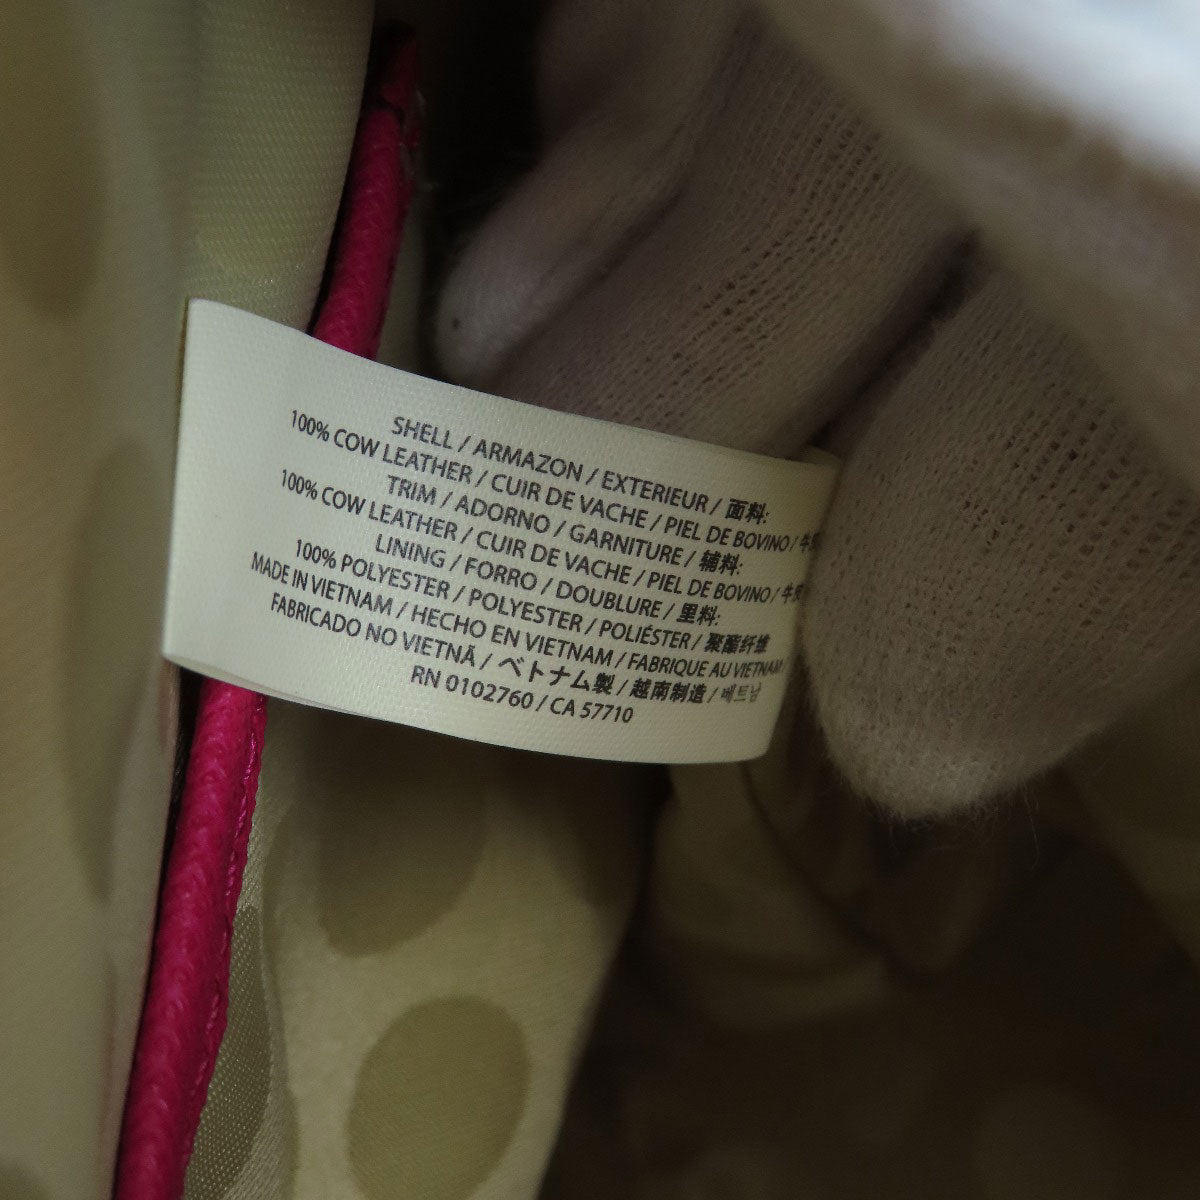 SHELL / ARMAZON / EXTERIEUR / 面料:
100% COW LEATHER / CUIR DE VACHE / PIEL DE BOVINO /
TRIM / ADORNO / GARNITURE / 辅料:
100% COW LEATHER / CUIR DE VACHE / PIEL DE BOVINO /
LINING / FORRO / DOUBLURE / 里料:
100% POLYESTER / POLYESTER / POLIÉSTER / 聚酯纤维
MADE IN VIETNAM / HECHO EN VIETNAM / FABRIQUE AU VIETNAM
FABRICADO NO VIETNÃ / ベトナム製 / 越南制造 / 베트남
RN 0102760 / CA 57710